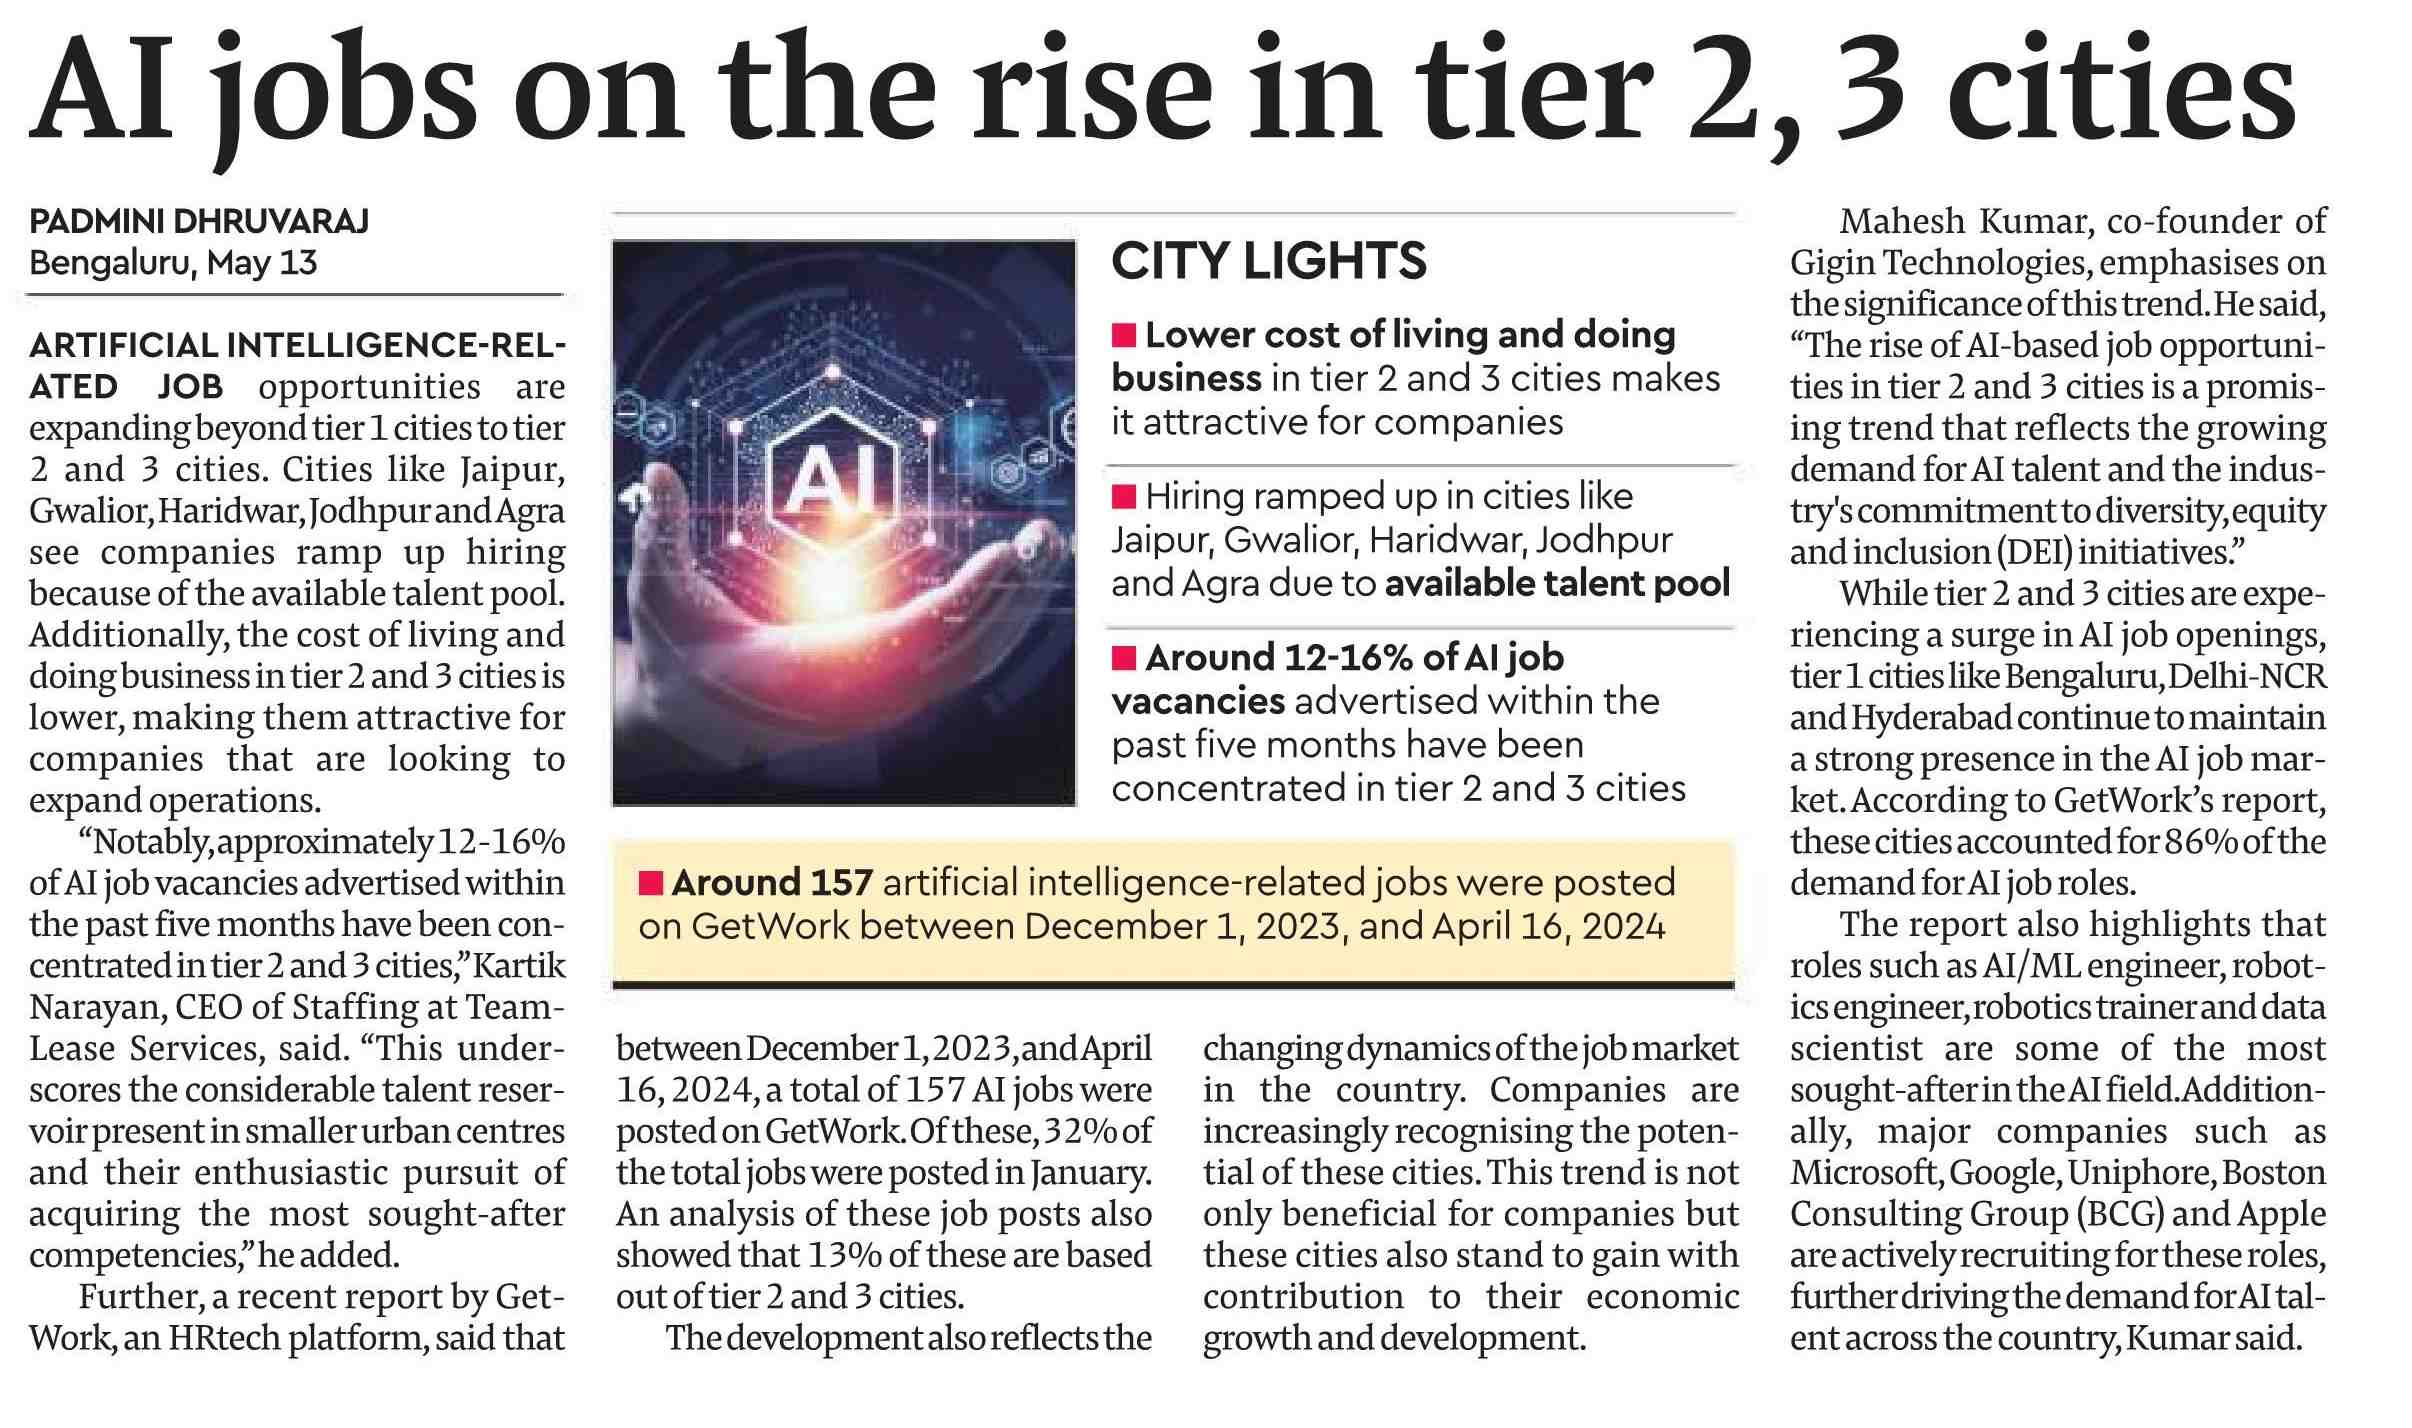 AI jobs on the rise in tier 2, 3 cities
PADMINI DHRUVARAJ
Bengaluru, May 13
ARTIFICIAL INTELLIGENCE-REL-
ATED JOB opportunities are
expanding beyond tier 1 cities to tier
2 and 3 cities. Cities like Jaipur,
Gwalior, Haridwar, Jodhpur and Agra
see companies ramp up hiring
because of the available talent pool.
Additionally, the cost of living and
doing business in tier 2 and 3 cities is
lower, making them attractive for
companies that are looking to
expand operations.
“Notably, approximately 12-16%
of AI job vacancies advertised within
the past five months have been con-
centrated in tier 2 and 3 cities,” Kartik
Narayan, CEO of Staffing at Team-
Lease Services, said. “This under-
scores the considerable talent reser-
voir present in smaller urban centres
and their enthusiastic pursuit of
acquiring the most sought-after
competencies,” he added.
Further, a recent report by Get-
Work, an HRtech platform, said that
AI
CITY LIGHTS
■ Lower cost of living and doing
business in tier 2 and 3 cities makes
it attractive for companies
■ Hiring ramped up in cities like
Jaipur, Gwalior, Haridwar, Jodhpur
and Agra due to available talent pool
■ Around 12-16% of AI job
vacancies advertised within the
past five months have been
concentrated in tier 2 and 3 cities
■ Around 157 artificial intelligence-related jobs were posted
on GetWork between December 1, 2023, and April 16, 2024
between December 1, 2023, and April
16, 2024, a total of 157 AI jobs were
posted on GetWork. Of these, 32% of
the total jobs were posted in January.
An analysis of these job posts also
showed that 13% of these are based
out of tier 2 and 3 cities.
The development also reflects the
changing dynamics of the job market
in the country. Companies are
increasingly recognising the poten-
tial of these cities. This trend is not
only beneficial for companies but
these cities also stand to gain with
contribution to their economic
growth and development.
Mahesh Kumar, co-founder of
Gigin Technologies, emphasises on
the significance of this trend. He said,
“The rise of AI-based job opportuni-
ties in tier 2 and 3 cities is a promis-
ing trend that reflects the growing
demand for AI talent and the indus-
try's commitment to diversity, equity
and inclusion (DEI) initiatives.”
While tier 2 and 3 cities are expe-
riencing a surge in AI job openings,
tier 1 cities like Bengaluru, Delhi-NCR
and Hyderabad continue to maintain
a strong presence in the AI job mar-
ket. According to GetWork’s report,
these cities accounted for 86% of the
demand for AI job roles.
The report also highlights that
roles such as AI/ML engineer, robot-
ics engineer, robotics trainer and data
scientist are some of the most
sought-after in the AI field. Addition-
ally, major companies such as
Microsoft, Google, Uniphore, Boston
Consulting Group (BCG) and Apple
are actively recruiting for these roles,
further driving the demand for AI tal-
ent across the country, Kumar said.